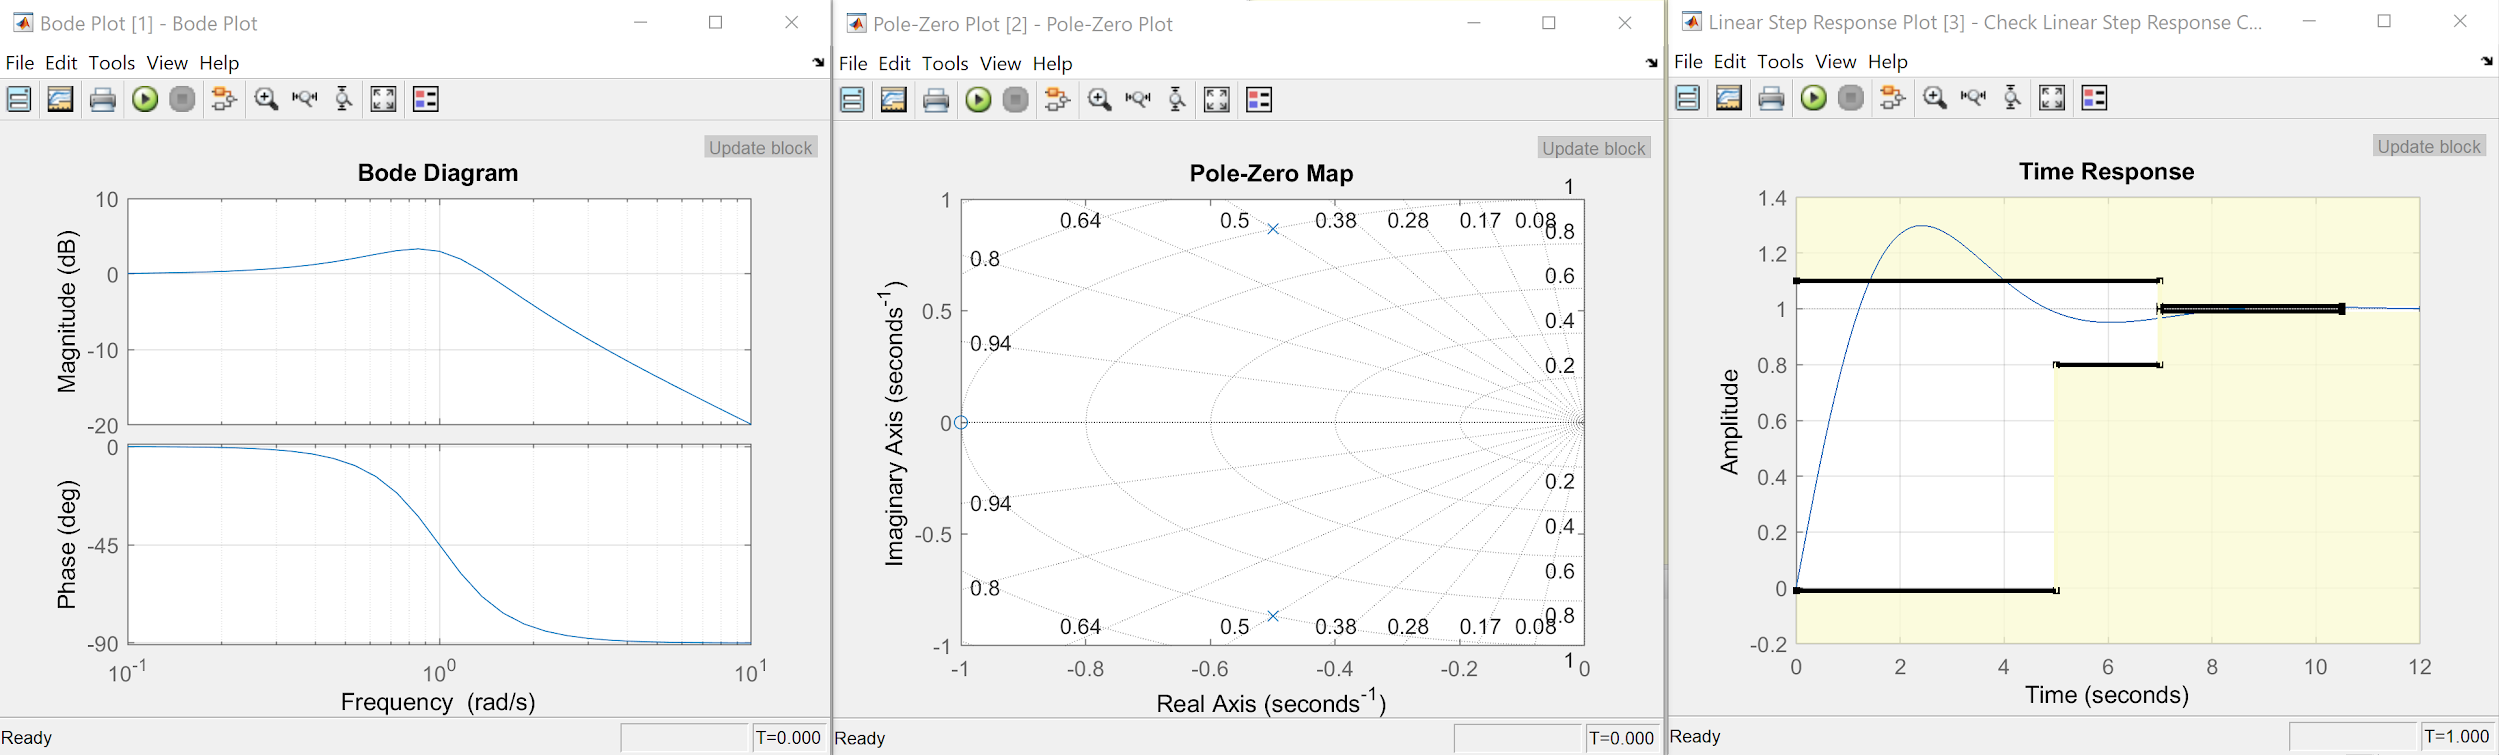 Bode Plot [1] - Bode Plot
File Edit Tools View Help
Update block
Bode Diagram
Magnitude (dB)
10
0
-10
-20
Phase (deg)
0
-45
-90
10^-1 10^0 10^1
Frequency (rad/s)
Ready T=0.000
Pole-Zero Plot [2] - Pole-Zero Plot
File Edit Tools View Help
Update block
Pole-Zero Map
1
0.64 0.5 0.38 0.28 0.17 0.08
0.8 0.8
0.6
0.4
0.94
0.2
0.2
0.94
0.4
0.6
0.8 0.8
0.64 0.5 0.38 0.28 0.17 0.08
1
Imaginary Axis (seconds^-1)
1
0.5
0
-0.5
-1
-1 -0.8 -0.6 -0.4 -0.2 0
Real Axis (seconds^-1)
Ready T=0.000
Linear Step Response Plot [3] - Check Linear Step Response C...
File Edit Tools View Help
Update block
Time Response
Amplitude
1.4
1.2
1
0.8
0.6
0.4
0.2
0
-0.2
0 2 4 6 8 10 12
Time (seconds)
Ready T=1.000